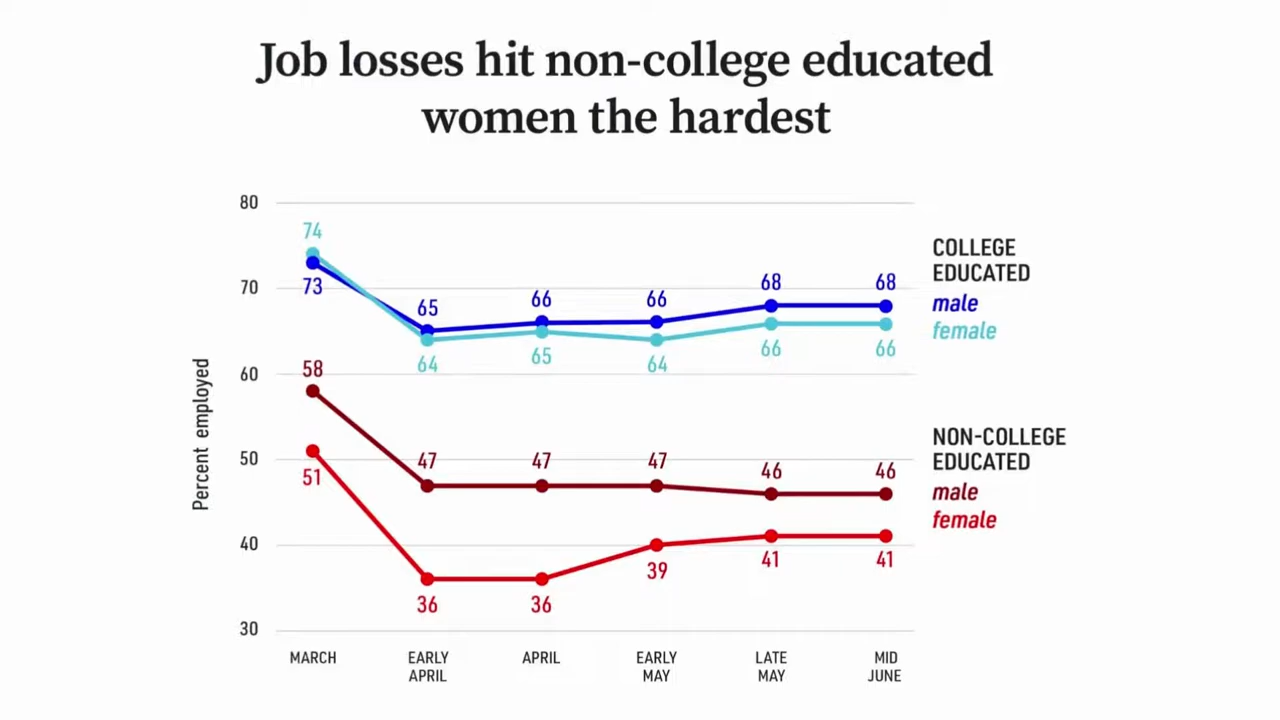 Job losses hit non-college educated
women the hardest
80
70
60
50
40
30
Percent employed
74
73
65
64
66
65
66
64
68
66
68
66
58
47
47
47
46
46
51
36
36
39
41
41
COLLEGE
EDUCATED
male
female
NON-COLLEGE
EDUCATED
male
female
MARCH
EARLY
APRIL
APRIL
EARLY
MAY
LATE
MAY
MID
JUNE